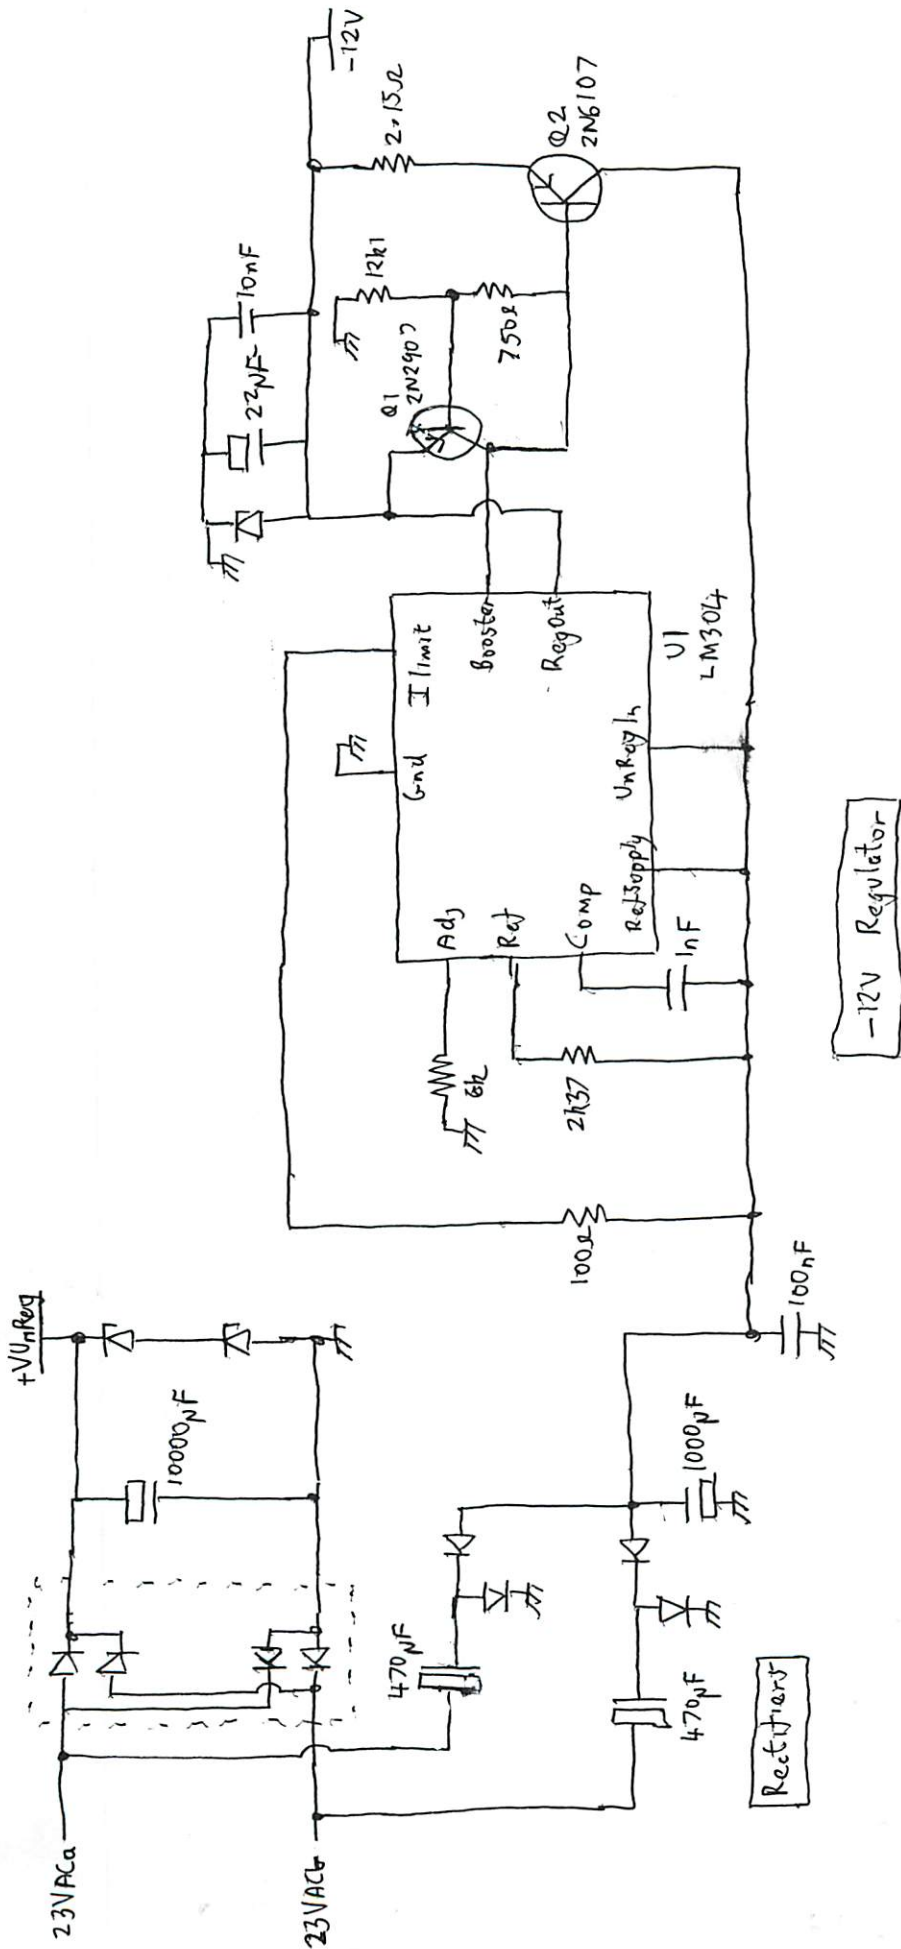 23VACa
23VACb
+VUnReg
10000µF
470µF
470µF
1000µF
100nF
Rectifiers
100Ω
6k
2k37
1nF
Adj
Ref
Comp
RefSupply
UnRegIn
Gnd
Ilimit
Booster
RegOut
U1
LM304
22µF
10nF
Q1
2N2907
12k1
750Ω
2.15Ω
Q2
2N6107
-12V
-12V Regulator